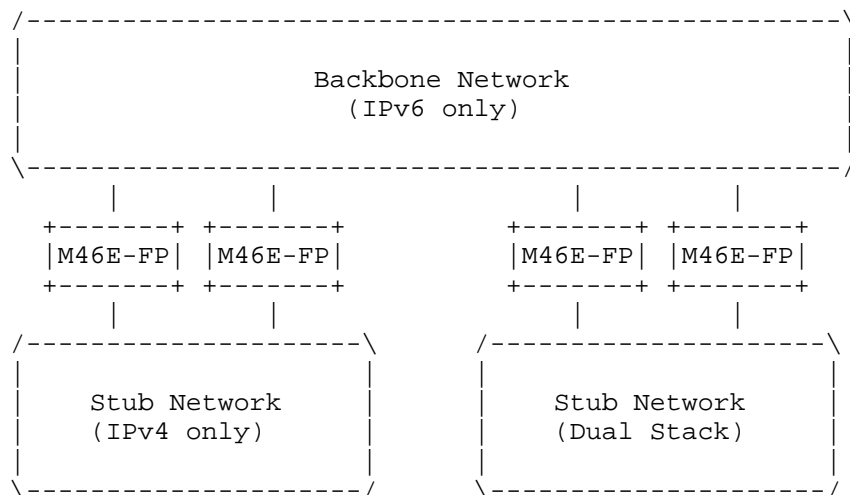 Backbone Network
(IPv6 only)
M46E-FP M46E-FP M46E-FP M46E-FP
Stub Network Stub Network
(IPv4 only) (Dual Stack)